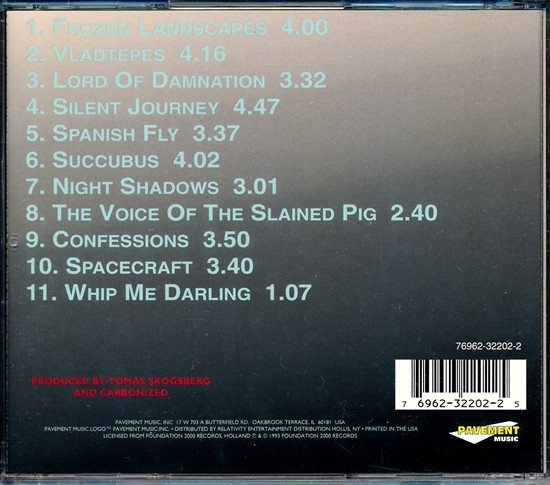 1. Frozen Landscapes 4.00
2. Vladtepes 4.16
3. Lord Of Damnation 3.32
4. Silent Journey 4.47
5. Spanish Fly 3.37
6. Succubus 4.02
7. Night Shadows 3.01
8. The Voice Of The Slained Pig 2.40
9. Confessions 3.50
10. Spacecraft 3.40
11. Whip Me Darling 1.07
76962-32202-2
7 6962-32202-2 5
PRODUCED BY TOMAS SKOGSBERG
AND CARBONIZED
PAVEMENT MUSIC, INC 17 W 703 A BUTTERFIELD RD. OAKBROOK TERRACE, IL 60181 USA
PAVEMENT MUSIC LOGO™ PAVEMENT MUSIC INC. • DISTRIBUTED BY RELATIVITY ENTERTAINMENT DISTRIBUTION HOLLIS, NY • PRINTED IN THE USA
LICENSED FROM FOUNDATION 2000 RECORDS, HOLLAND ℗ & © 1993 FOUNDATION 2000 RECORDS
PAVEMENT
MUSIC